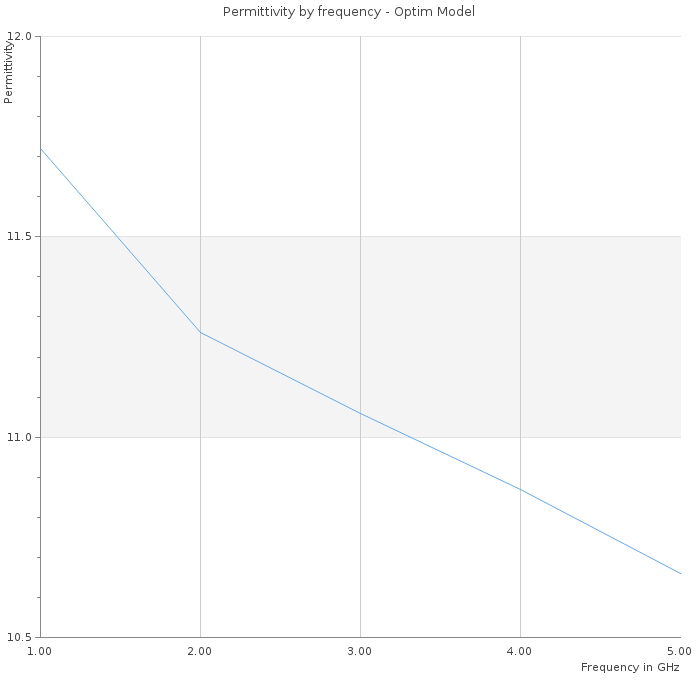 Permittivity by frequency - Optim Model
Permittivity
12.0
11.5
11.0
10.5
1.00 2.00 3.00 4.00 5.00
Frequency in GHz